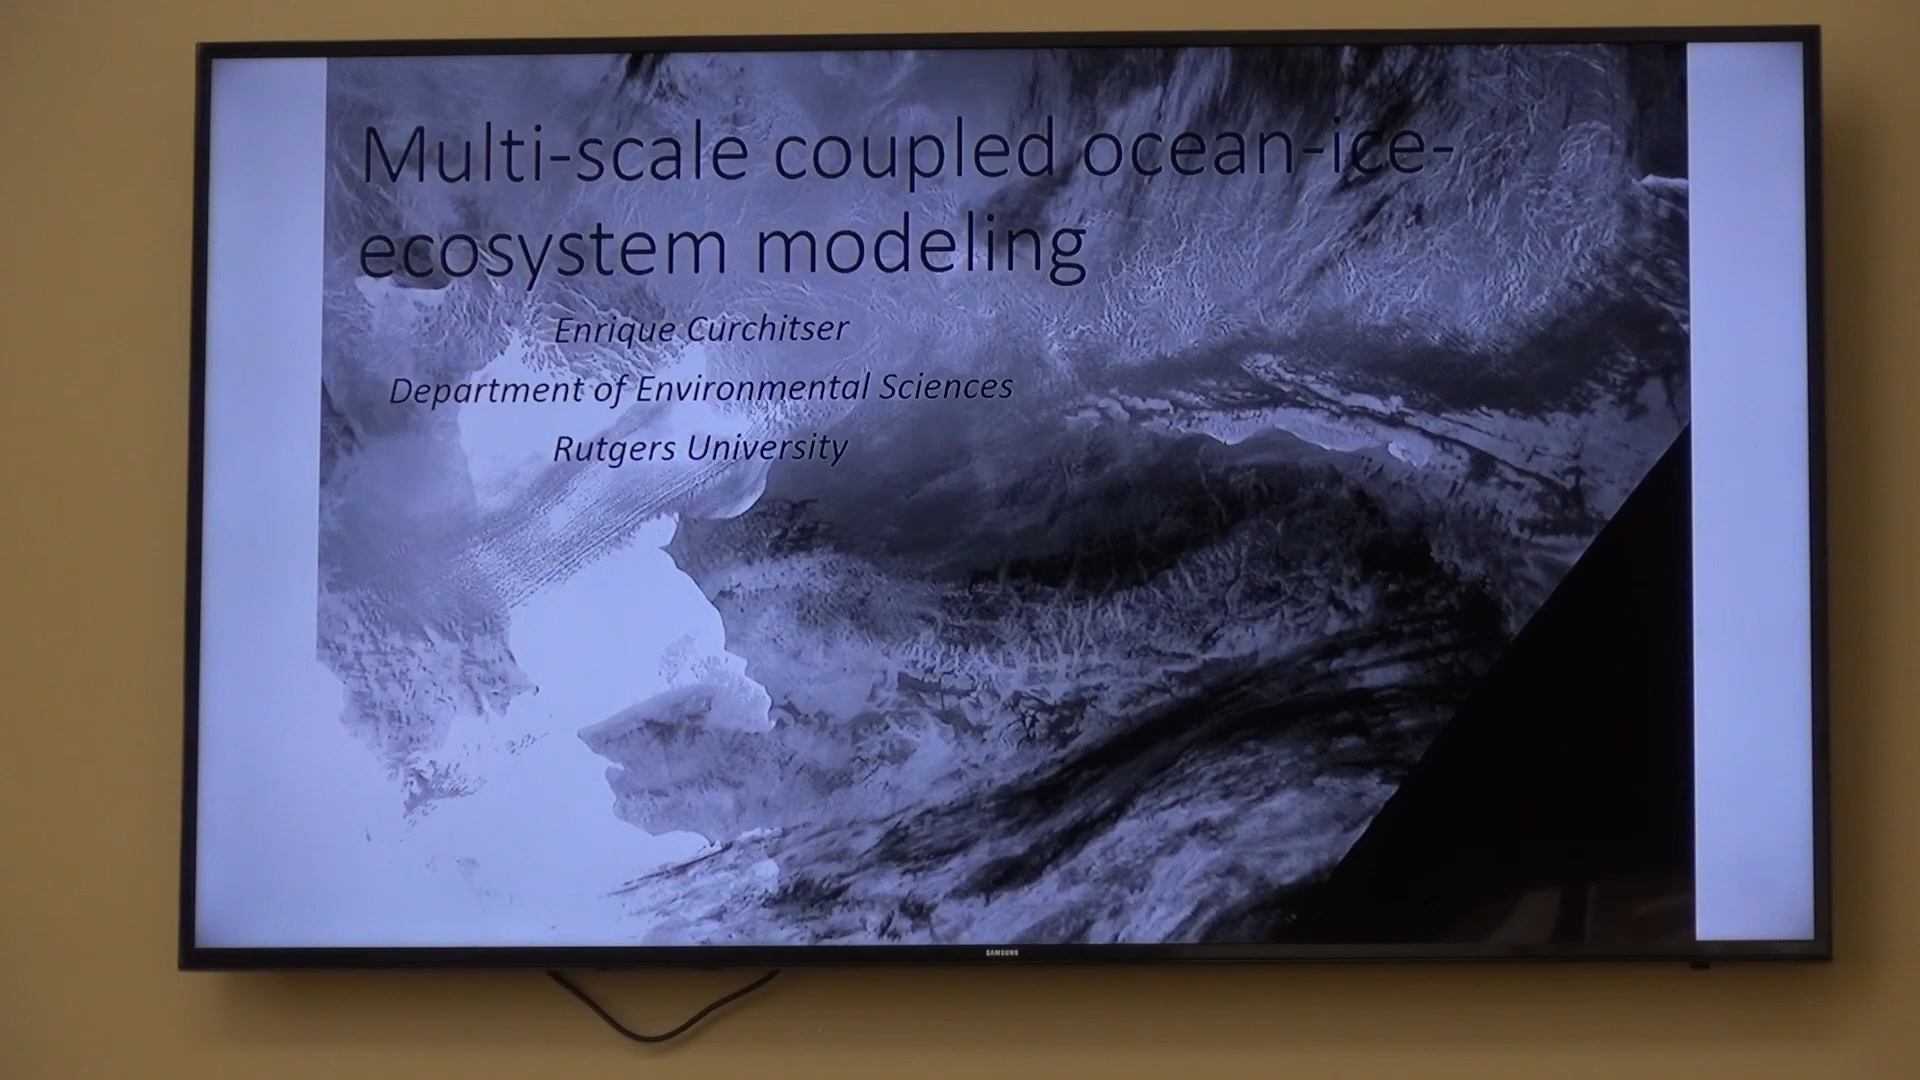 Multi-scale coupled ocean-ice-
ecosystem modeling
Enrique Curchitser
Department of Environmental Sciences
Rutgers University
SAMSUNG